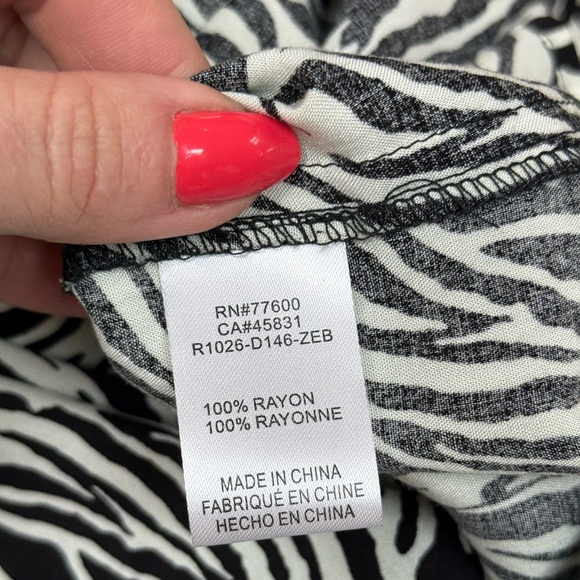 RN#77600
CA#45831
R1026-D146-ZEB
100% RAYON
100% RAYONNE
MADE IN CHINA
FABRIQUÉ EN CHINE
HECHO EN CHINA